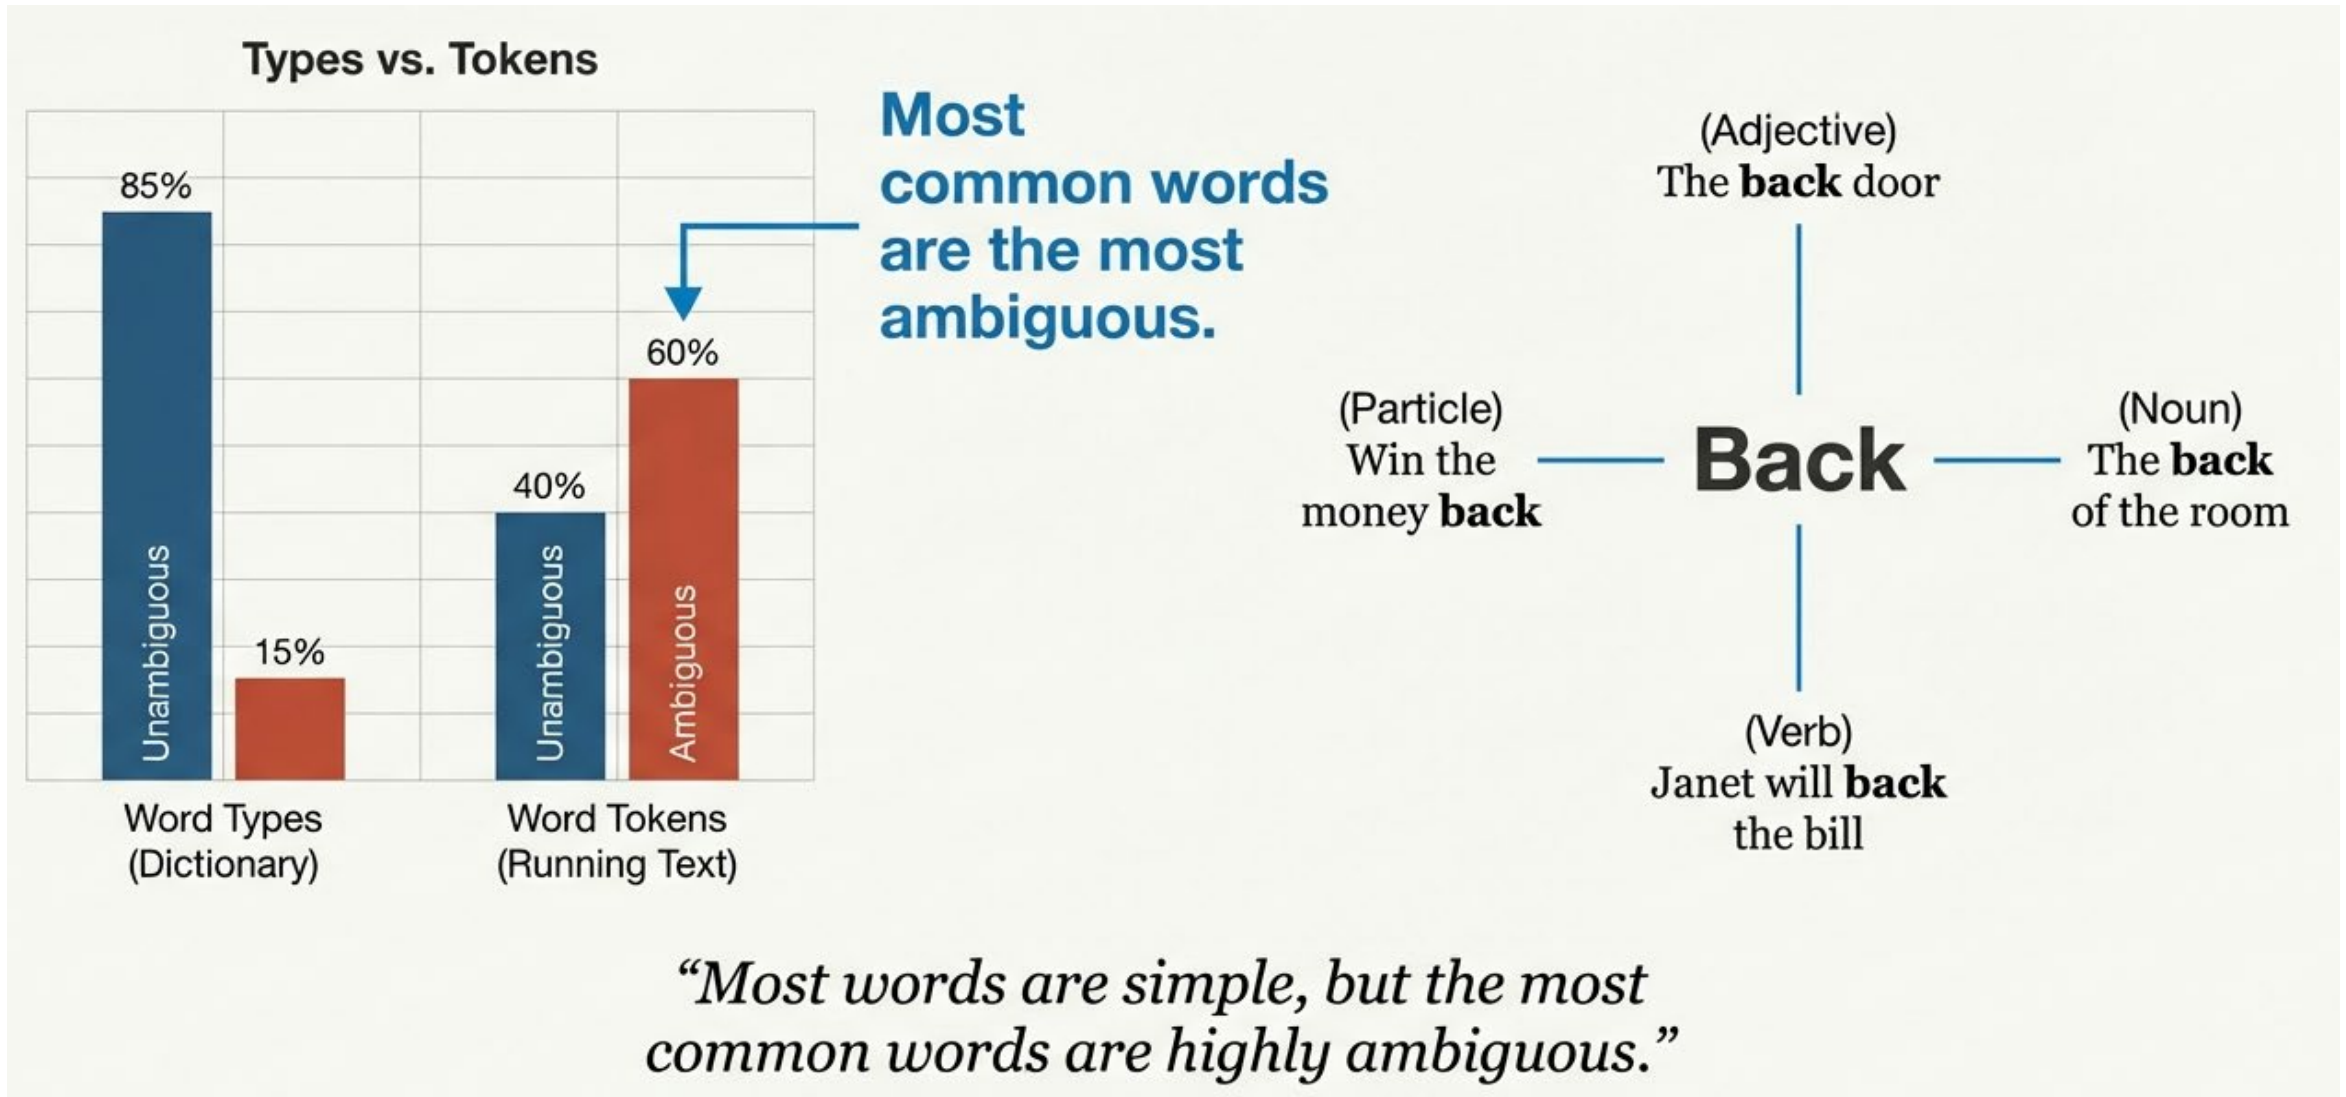 Types vs. Tokens
85%
Unambiguous
15%
40%
Unambiguous
60%
Ambiguous
Word Types
(Dictionary)
Word Tokens
(Running Text)
Most
common words
are the most
ambiguous.
(Adjective)
The back door
(Particle)
Win the
money back
Back
(Noun)
The back
of the room
(Verb)
Janet will back
the bill
“Most words are simple, but the most
common words are highly ambiguous.”